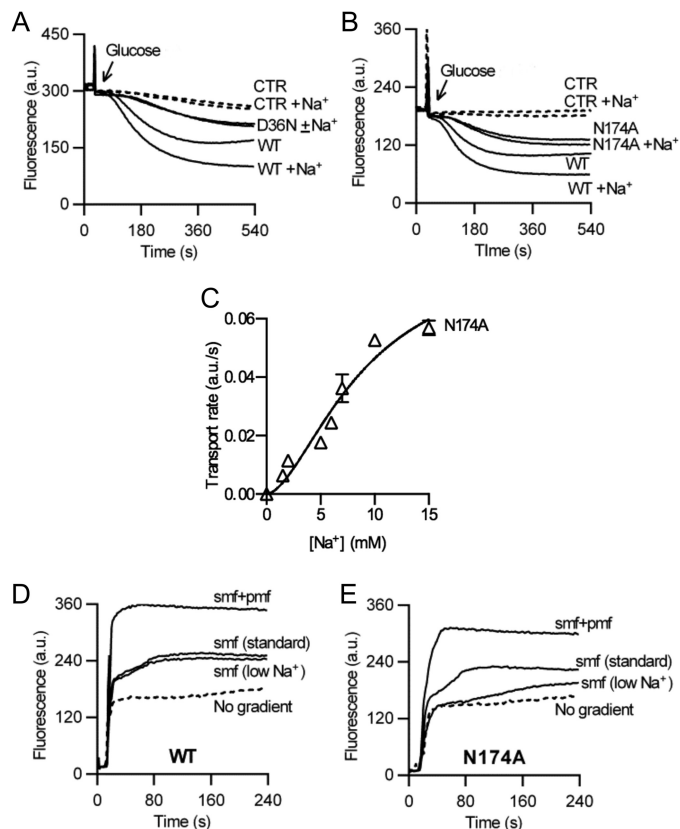 A
Fluorescence (a.u.)
450
300
150
0
Glucose
CTR
CTR +Na⁺
D36N ±Na⁺
WT
WT +Na⁺
0 180 360 540
Time (s)
B
Fluorescence (a.u.)
360
240
120
0
Glucose
CTR
CTR +Na⁺
N174A
N174A +Na⁺
WT
WT +Na⁺
0 180 360 540
TIme (s)
C
Transport rate (a.u./s)
0.06
0.04
0.02
0.00
N174A
0 5 10 15
[Na⁺] (mM)
D
Fluorescence (a.u.)
360
240
120
0
smf+pmf
smf (standard)
smf (low Na⁺)
No gradient
WT
0 80 160 240
Time (s)
E
Fluorescence (a.u.)
360
240
120
0
smf+pmf
smf (standard)
smf (low Na⁺)
No gradient
N174A
0 80 160 240
Time (s)